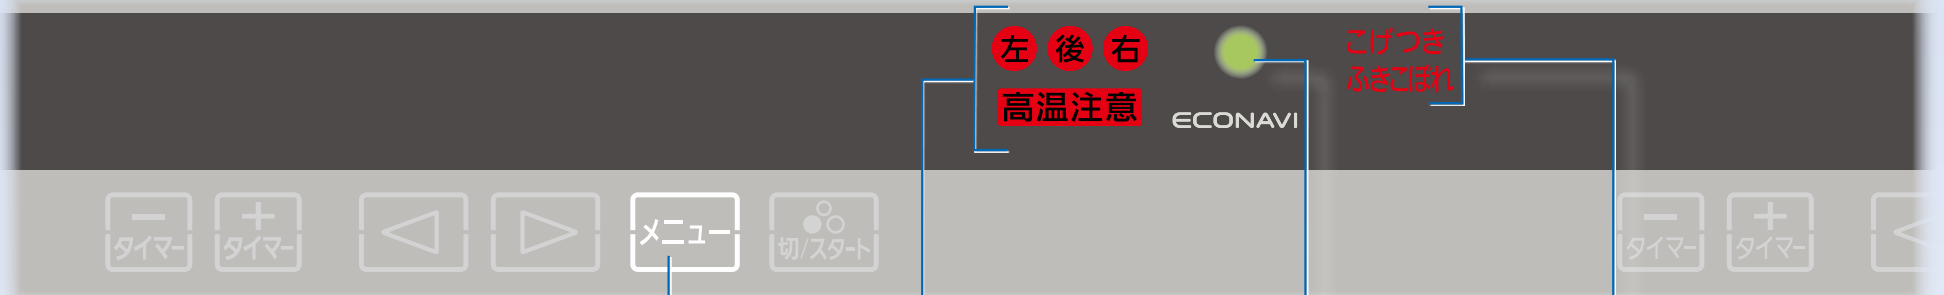 左 後 右
高温注意
ECONAVI
こげつき
ふきこぼれ
− タイマー
+ タイマー
メニュー
切/スタート
− タイマー
+ タイマー